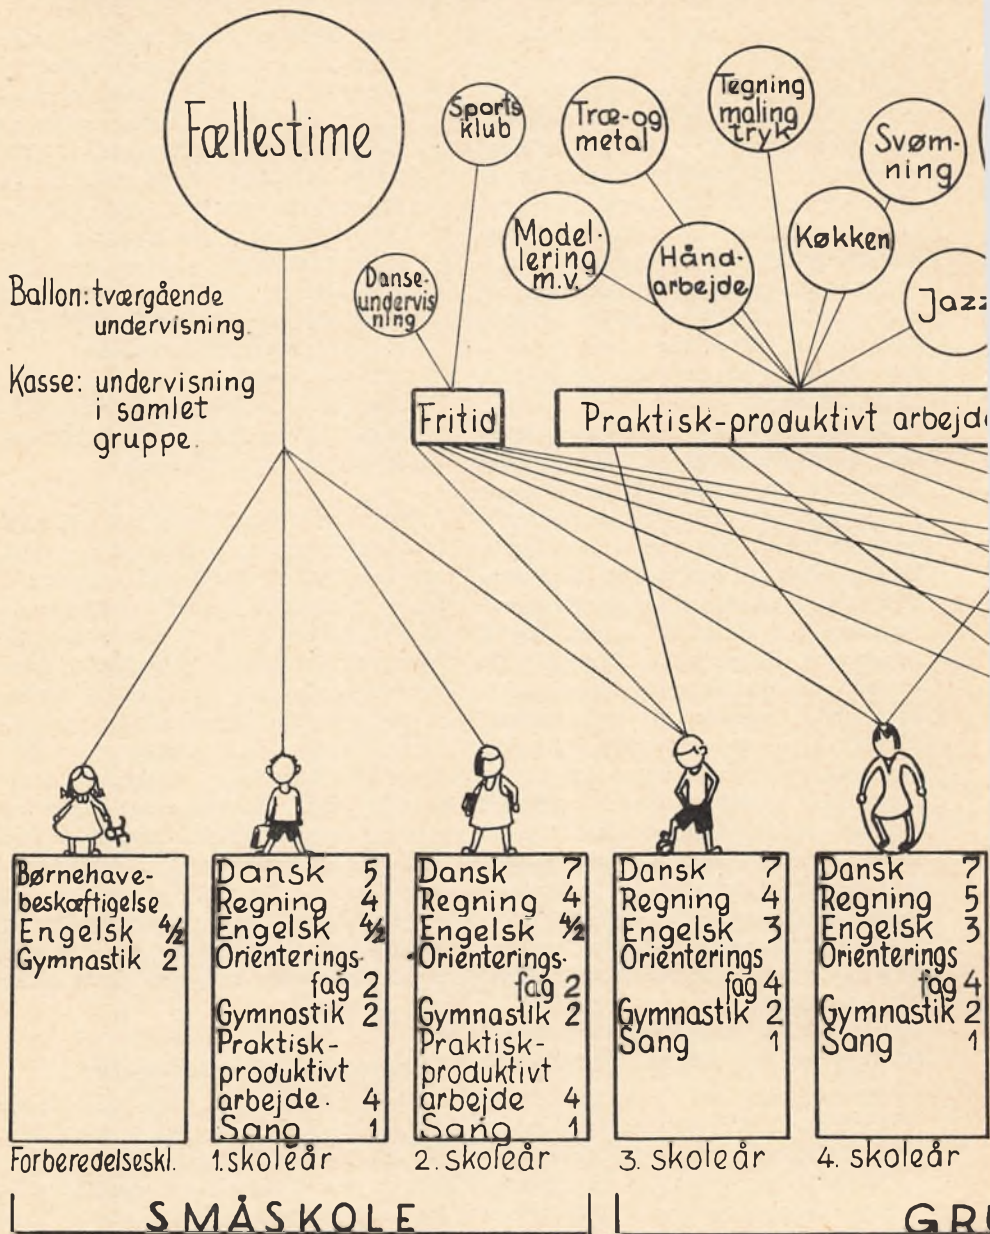 Fællestime
Sports
klub
Træ-og
metal
Tegning
maling
tryk
Svøm-
ning
Model-
lering
m.v.
Hånd-
arbejde
Køkken
Danse-
undervis
ning
Jazz
Ballon: tværgående
undervisning.
Kasse: undervisning
i samlet
gruppe.
Fritid
Praktisk-produktivt arbejd
Børnehave-
beskæftigelse
Engelsk 4/2
Gymnastik 2
Forberedelseskl.
Dansk 5
Regning 4
Engelsk 4/2
Orienterings
fag 2
Gymnastik 2
Praktisk-
produktivt
arbejde. 4
Sang 1
1. skoleår
Dansk 7
Regning 4
Engelsk 4/2
Orienterings-
fag 2
Gymnastik 2
Praktisk-
produktivt
arbejde 4
Sang 1
2. skoleår
Dansk 7
Regning 4
Engelsk 3
Orienterings
fag 4
Gymnastik 2
Sang 1
3. skoleår
Dansk 7
Regning 5
Engelsk 3
Orienterings
fag 4
Gymnastik 2
Sang 1
4. skoleår
SMÅSKOLE
GRU